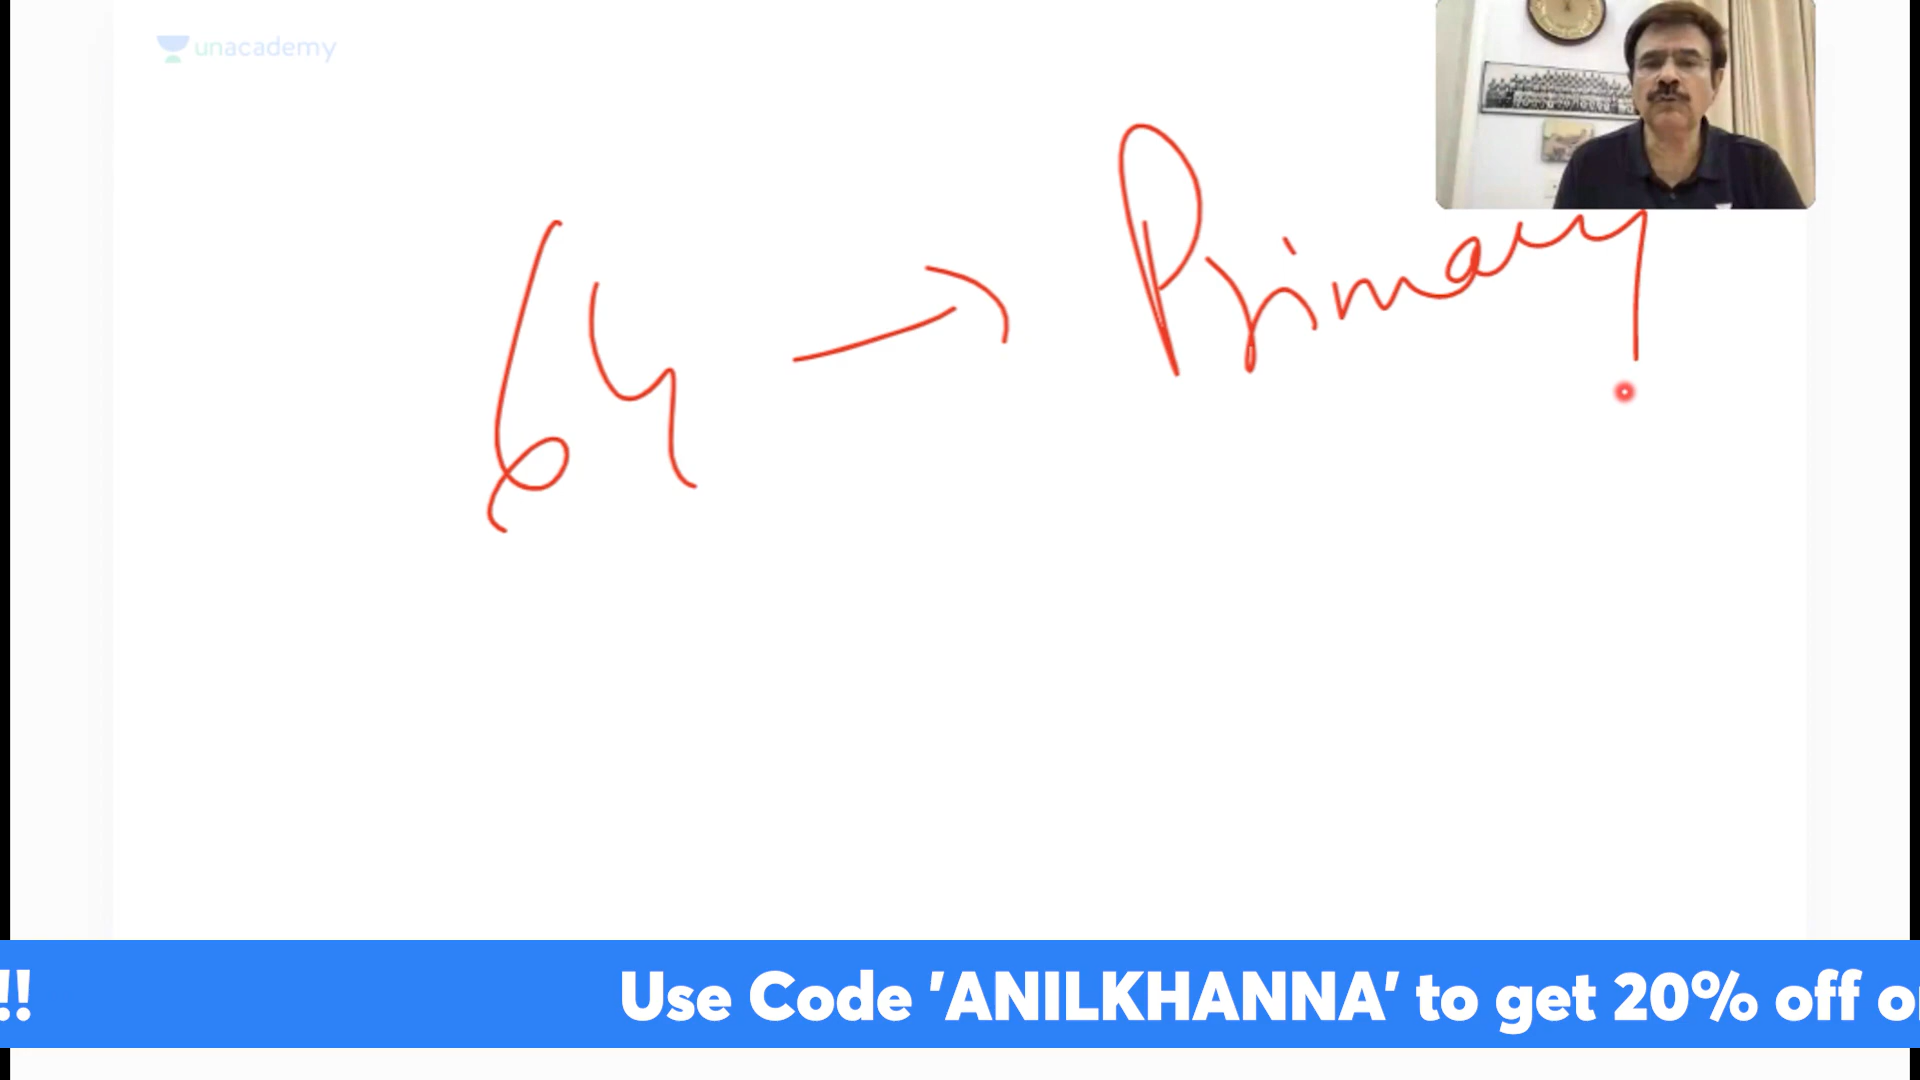 unacademy
64 → Primary
!! Use Code 'ANILKHANNA' to get 20% off o